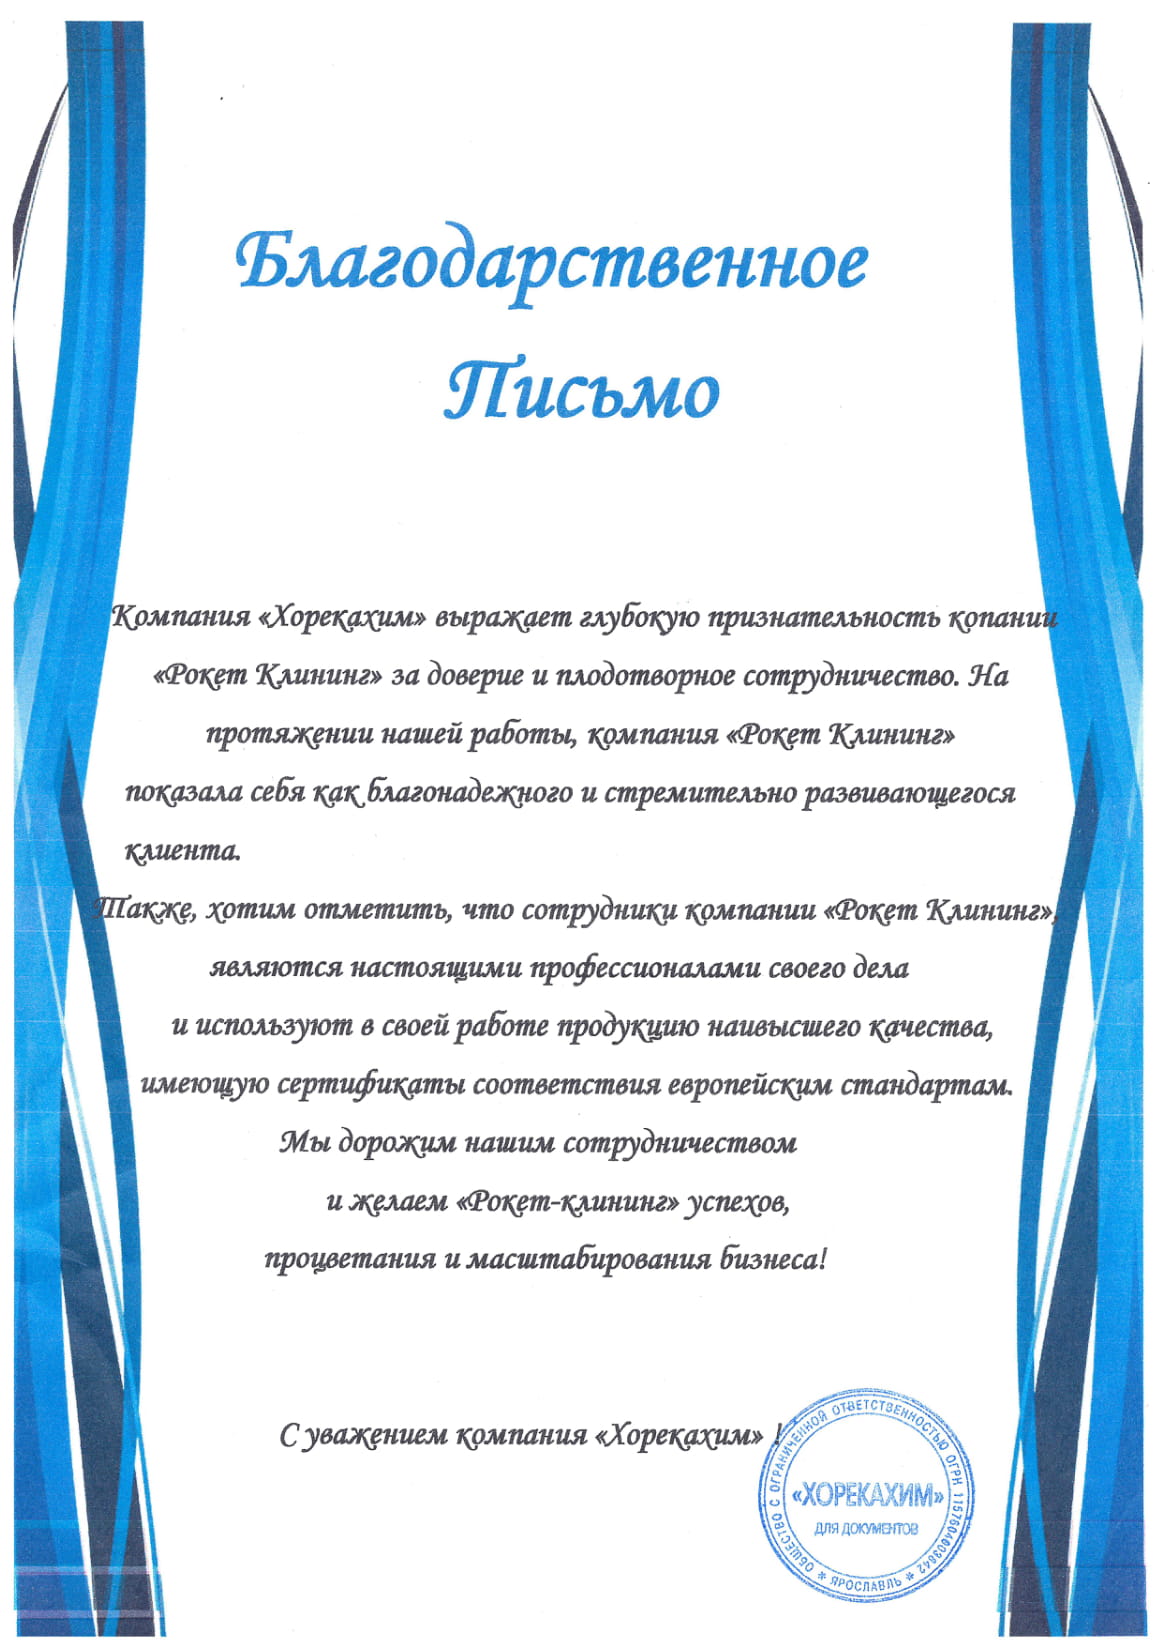 Благодарственное
Письмо
Компания «Хорекахим» выражает глубокую признательность копании
«Рокет Клининг» за доверие и плодотворное сотрудничество. На
протяжении нашей работы, компания «Рокет Клининг»
показала себя как благонадежного и стремительно развивающегося
клиента.
Также, хотим отметить, что сотрудники компании «Рокет Клининг»,
являются настоящими профессионалами своего дела
и используют в своей работе продукцию наивысшего качества,
имеющую сертификаты соответствия европейским стандартам.
Мы дорожим нашим сотрудничеством
и желаем «Рокет-клининг» успехов,
процветания и масштабирования бизнеса!
С уважением компания «Хорекахим» !
ОБЩЕСТВО С ОГРАНИЧЕННОЙ ОТВЕТСТВЕННОСТЬЮ ОГРН
«ХОРЕКАХИМ»
ДЛЯ ДОКУМЕНТОВ
* ЯРОСЛАВЛЬ *